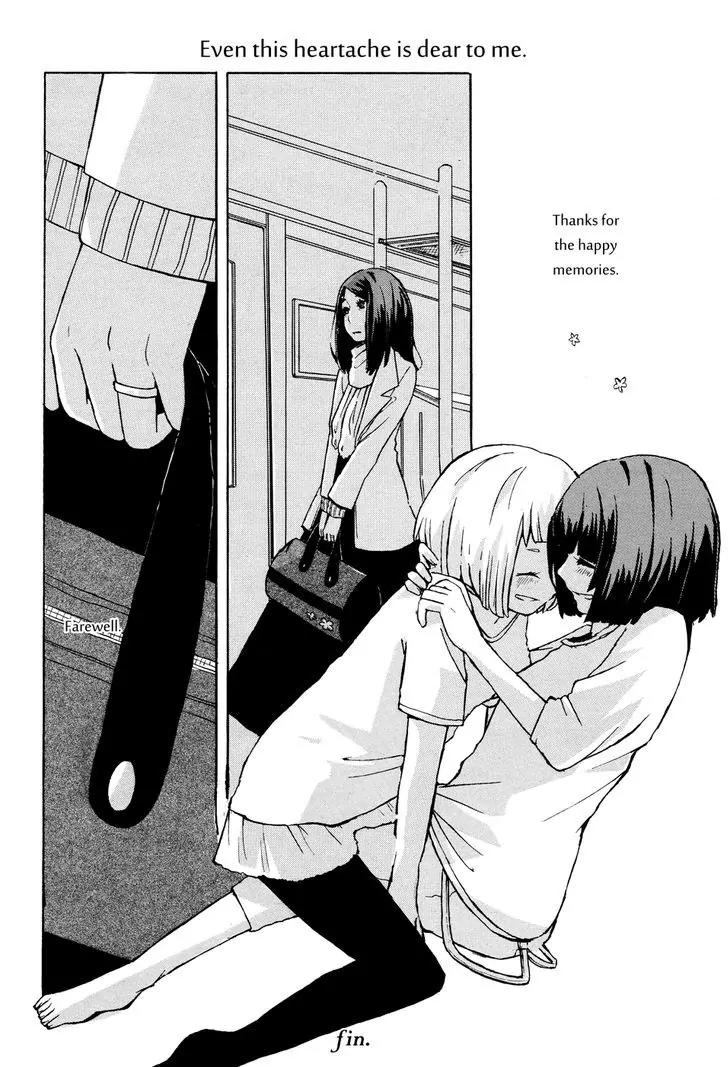 Even this heartache is dear to me.
Thanks for
the happy
memories.
Farewell.
fin.